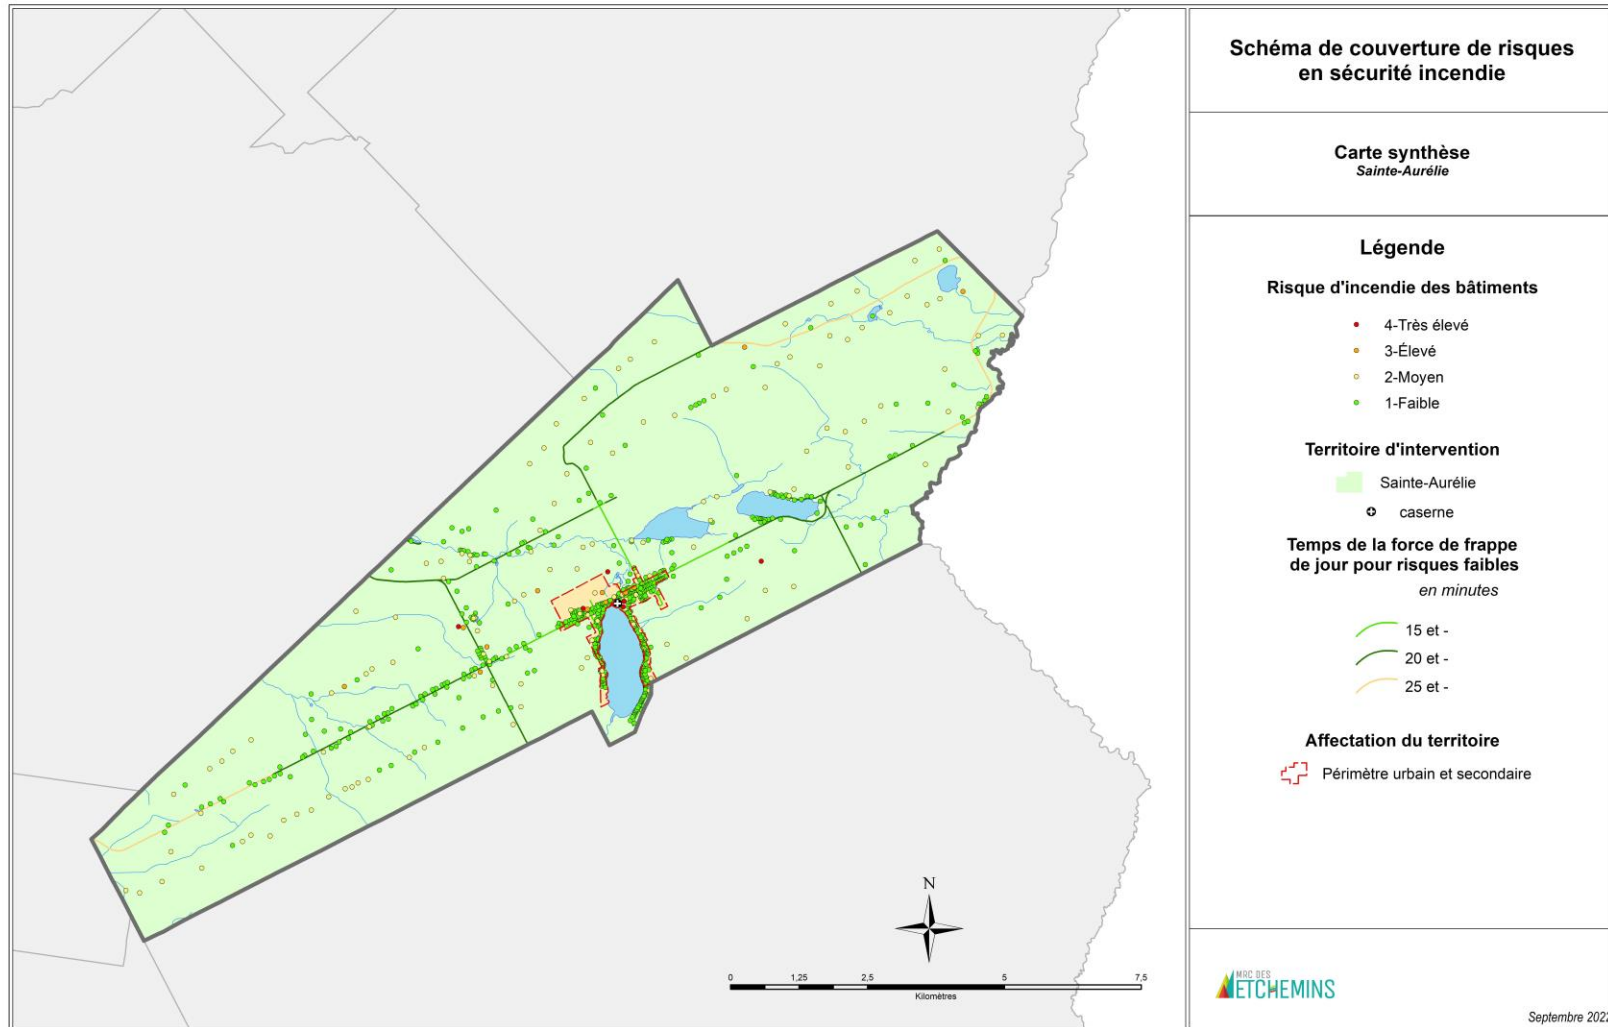 Schéma de couverture de risques
en sécurité incendie
Carte synthèse
Sainte-Aurélie
Légende
Risque d'incendie des bâtiments
4-Très élevé
3-Élevé
2-Moyen
1-Faible
Territoire d'intervention
Sainte-Aurélie
caserne
Temps de la force de frappe
de jour pour risques faibles
en minutes
15 et -
20 et -
25 et -
Affectation du territoire
Périmètre urbain et secondaire
N
0 1,25 2,5 5 7,5
Kilomètres
MRC DES
ETCHEMINS
Septembre 2022